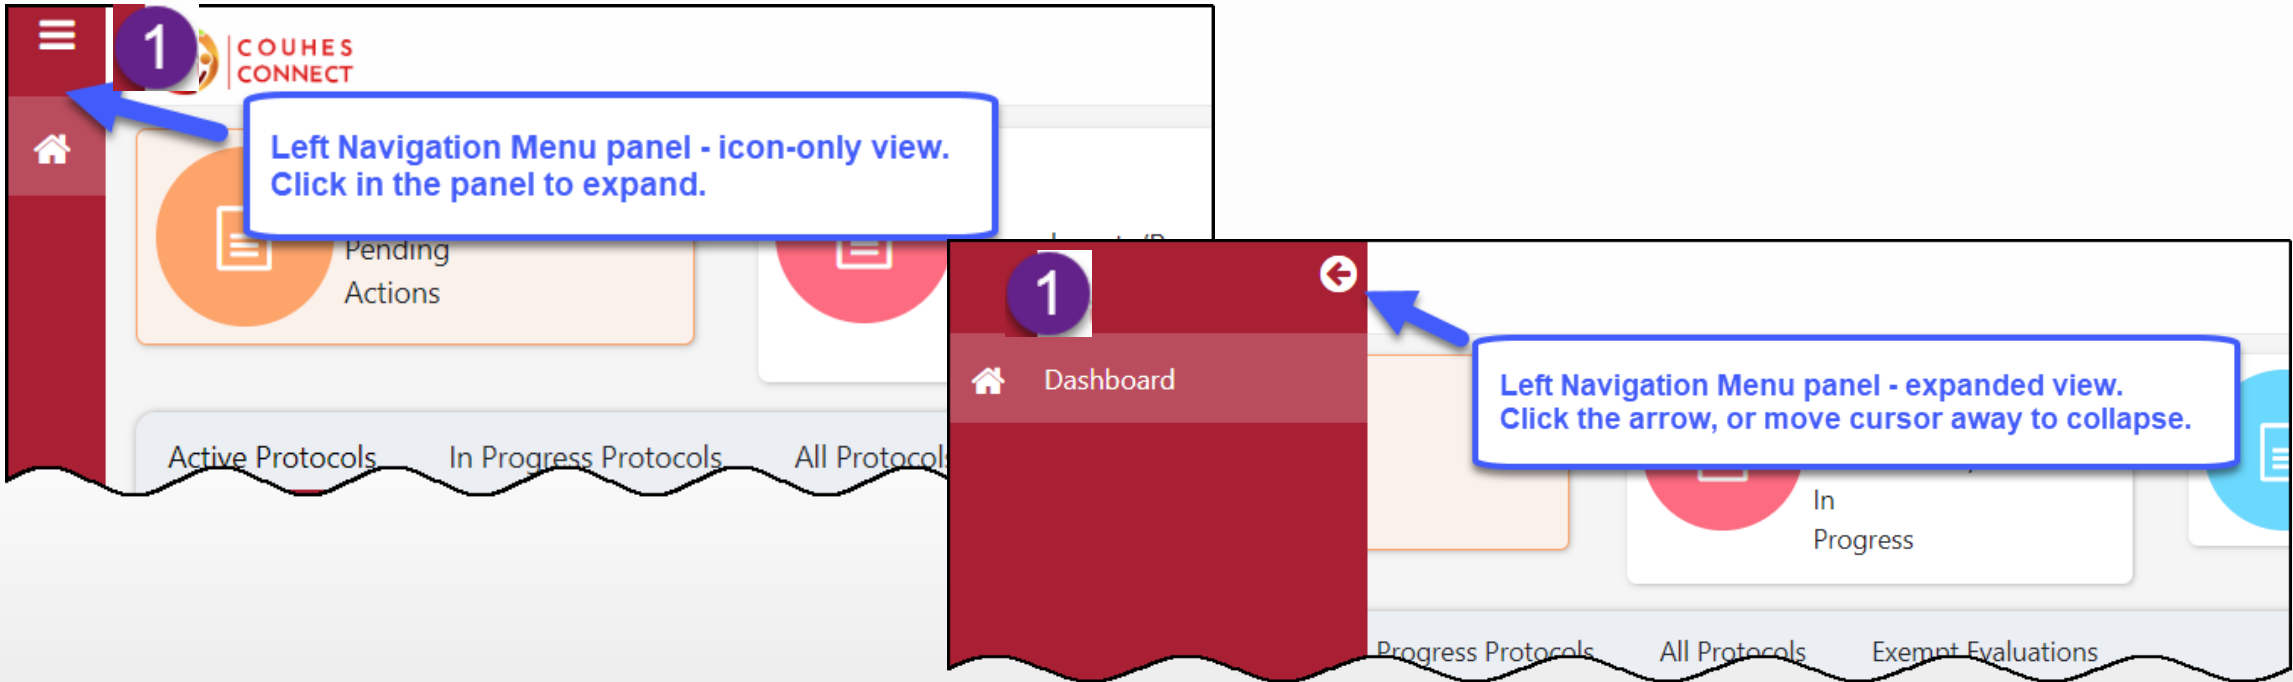 1
COUHES
CONNECT
Left Navigation Menu panel - icon-only view.
Click in the panel to expand.
Pending
Actions
Active Protocols
In Progress Protocols
All Protocols
1
Dashboard
Left Navigation Menu panel - expanded view.
Click the arrow, or move cursor away to collapse.
In
Progress
Progress Protocols
All Protocols
Exempt Evaluations